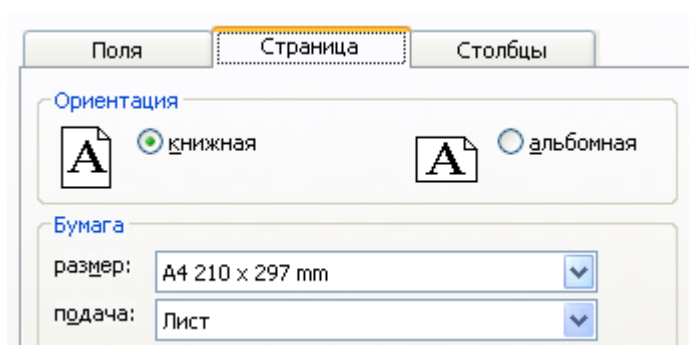 Поля Страница Столбцы
Ориентация
A книжная A альбомная
Бумага
размер: A4 210 x 297 mm
подача: Лист